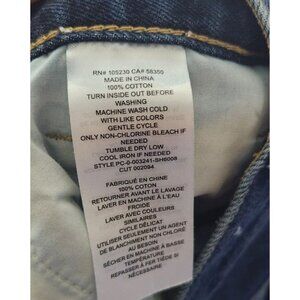 RN# 105230 CA# 58350
MADE IN CHINA
100% COTTON
TURN INSIDE OUT BEFORE
WASHING
MACHINE WASH COLD
WITH LIKE COLORS
GENTLE CYCLE
ONLY NON-CHLORINE BLEACH IF
NEEDED
TUMBLE DRY LOW
COOL IRON IF NEEDED
STYLE PC-0-003241-SH6008
CUT 002094
FABRIQUÉ EN CHINE
100% COTON
RETOURNER AVANT LE LAVAGE
LAVER EN MACHINE À L'EAU
FROIDE
LAVER AVEC COULEURS
SIMILAIRES
CYCLE DÉLICAT
UTILISER SEULEMENT UN AGENT
DE BLANCHIMENT NON CHLORÉ
AU BESOIN
SÉCHER EN MACHINE À BASSE
TEMPÉRATURE
REPASSER À FER TIÈDE SI
NÉCESSAIRE